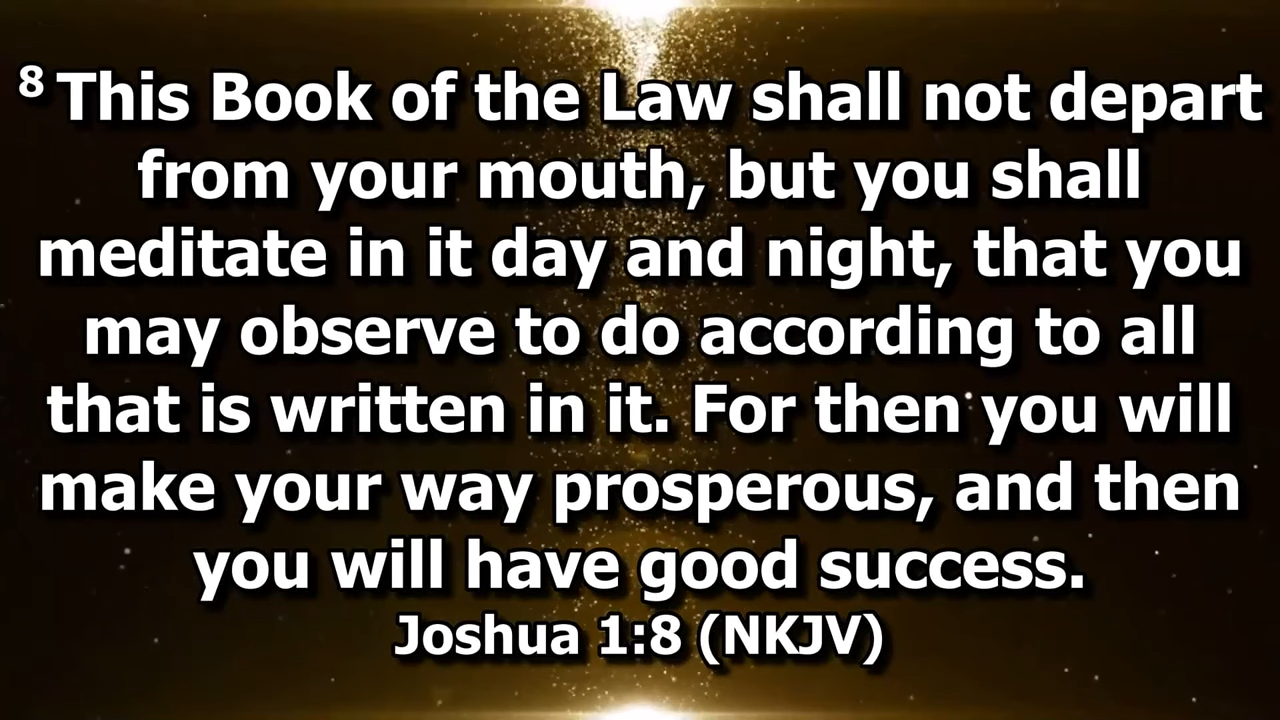 8 This Book of the Law shall not depart
from your mouth, but you shall
meditate in it day and night, that you
may observe to do according to all
that is written in it. For then you will
make your way prosperous, and then
you will have good success.
Joshua 1:8 (NKJV)